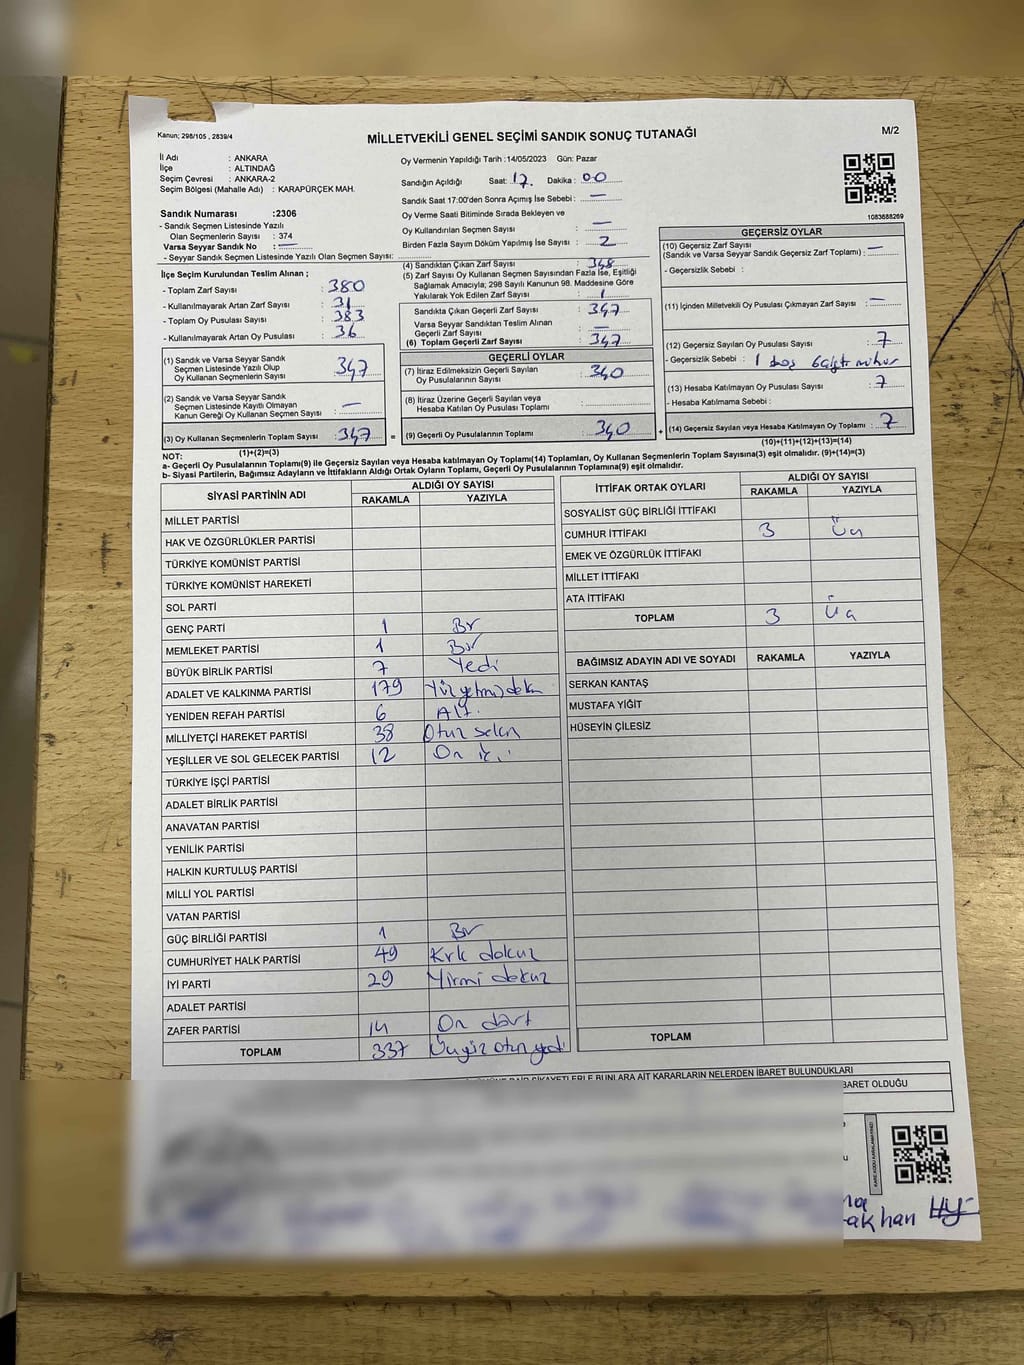 Kanun; 298/105 , 2839/4
MİLLETVEKİLİ GENEL SEÇİMİ SANDIK SONUÇ TUTANAĞI
M/2
İl Adı : ANKARA
İlçe : ALTINDAĞ
Seçim Çevresi : ANKARA-2
Seçim Bölgesi (Mahalle Adı) : KARAPÜRÇEK MAH.
Sandık Numarası :2306
- Sandık Seçmen Listesinde Yazılı
Olan Seçmenlerin Sayısı : 374
Varsa Seyyar Sandık No : —
- Seyyar Sandık Seçmen Listesinde Yazılı Olan Seçmen Sayısı:
Oy Vermenin Yapıldığı Tarih :14/05/2023 Gün: Pazar
Sandığın Açıldığı Saat: 17. Dakika : 00
Sandık Saat 17:00'den Sonra Açımış İse Sebebi : —
Oy Verme Saati Bitiminde Sırada Bekleyen ve
Oy Kullandırılan Seçmen Sayısı : —
Birden Fazla Sayım Döküm Yapılmış İse Sayısı : 2
1083688269
İlçe Seçim Kurulundan Teslim Alınan ;
- Toplam Zarf Sayısı : 380
- Kullanılmayarak Artan Zarf Sayısı : 31
- Toplam Oy Pusulası Sayısı : 383
- Kullanılmayarak Artan Oy Pusulası : 36
(1) Sandık ve Varsa Seyyar Sandık
Seçmen Listesinde Yazılı Olup
Oy Kullanan Seçmenlerin Sayısı : 347
(2) Sandık ve Varsa Seyyar Sandık
Seçmen Listesinde Kayıtlı Olmayan
Kanun Gereği Oy Kullanan Seçmen Sayısı : —
(3) Oy Kullanan Seçmenlerin Toplam Sayısı : 347
(1)+(2)=(3)
(4) Sandıktan Çıkan Zarf Sayısı : 348
(5) Zarf Sayısı Oy Kullanan Seçmen Sayısından Fazla İse, Eşitliği
Sağlamak Amacıyla; 298 Sayılı Kanunun 98. Maddesine Göre
Yakılarak Yok Edilen Zarf Sayısı : 1
Sandıkta Çıkan Geçerli Zarf Sayısı : 347
Varsa Seyyar Sandıktan Teslim Alınan
Geçerli Zarf Sayısı : —
(6) Toplam Geçerli Zarf Sayısı : 347
GEÇERLİ OYLAR
(7) İtiraz Edilmeksizin Geçerli Sayılan
Oy Pusulalarının Sayısı : 340
(8) İtiraz Üzerine Geçerli Sayılan veya
Hesaba Katılan Oy Pusulası Toplamı :
= (9) Geçerli Oy Pusulalarının Toplamı : 340
GEÇERSİZ OYLAR
(10) Geçersiz Zarf Sayısı
(Sandık ve Varsa Seyyar Sandık Geçersiz Zarf Toplamı) : —
- Geçersizlik Sebebi :
(11) İçinden Milletvekili Oy Pusulası Çıkmayan Zarf Sayısı : —
(12) Geçersiz Sayılan Oy Pusulası Sayısı : 7
- Geçersizlik Sebebi : 1 boş 6 çift mühür
(13) Hesaba Katılmayan Oy Pusulası Sayısı : 7
- Hesaba Katılmama Sebebi :
+ (14) Geçersiz Sayılan veya Hesaba Katılmayan Oy Toplamı : 7
(10)+(11)+(12)+(13)=(14)
NOT:
a- Geçerli Oy Pusulalarının Toplamı(9) ile Geçersiz Sayılan veya Hesaba Katılmayan Oy Toplamı(14) Toplamları, Oy Kullanan Seçmenlerin Toplam Sayısına(3) eşit olmalıdır. (9)+(14)=(3)
b- Siyasi Partilerin, Bağımsız Adayların ve İttifakların Aldığı Ortak Oyların Toplamı, Geçerli Oy Pusulalarının Toplamına(9) eşit olmalıdır.
SİYASİ PARTİNİN ADI ALDIĞI OY SAYISI
RAKAMLA YAZIYLA
MİLLET PARTİSİ
HAK VE ÖZGÜRLÜKLER PARTİSİ
TÜRKİYE KOMÜNİST PARTİSİ
TÜRKİYE KOMÜNİST HAREKETİ
SOL PARTİ
GENÇ PARTİ 1 Bir
MEMLEKET PARTİSİ 1 Bir
BÜYÜK BİRLİK PARTİSİ 7 Yedi
ADALET VE KALKINMA PARTİSİ 179 Yüz yetmiş dokuz
YENİDEN REFAH PARTİSİ 6 Altı
MİLLİYETÇİ HAREKET PARTİSİ 38 Otuz sekiz
YEŞİLLER VE SOL GELECEK PARTİSİ 12 On iki
TÜRKİYE İŞÇİ PARTİSİ
ADALET BİRLİK PARTİSİ
ANAVATAN PARTİSİ
YENİLİK PARTİSİ
HALKIN KURTULUŞ PARTİSİ
MİLLİ YOL PARTİSİ
VATAN PARTİSİ
GÜÇ BİRLİĞİ PARTİSİ 1 Bir
CUMHURİYET HALK PARTİSİ 49 Kırk dokuz
İYİ PARTİ 29 Yirmi dokuz
ADALET PARTİSİ
ZAFER PARTİSİ 14 On dört
TOPLAM 337 Üçyüz otuz yedi
İTTİFAK ORTAK OYLARI ALDIĞI OY SAYISI
RAKAMLA YAZIYLA
SOSYALİST GÜÇ BİRLİĞİ İTTİFAKI
CUMHUR İTTİFAKI 3 Üç
EMEK VE ÖZGÜRLÜK İTTİFAKI
MİLLET İTTİFAKI
ATA İTTİFAKI
TOPLAM 3 Üç
BAĞIMSIZ ADAYIN ADI VE SOYADI RAKAMLA YAZIYLA
SERKAN KANTAŞ
MUSTAFA YİĞİT
HÜSEYİN ÇİLESİZ
TOPLAM
ŞİKAYETLERLE BUNLARA AİT KARARLARIN NELERDEN İBARET BULUNDUKLARI
BARET OLDUĞU
akhan